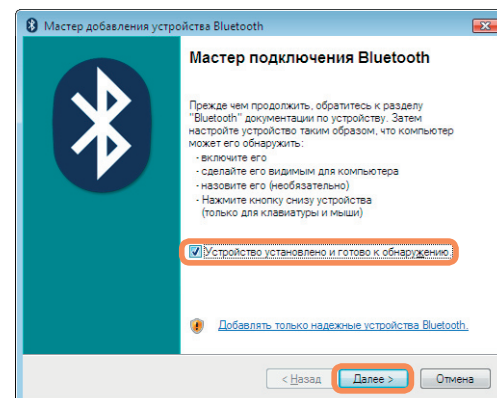 Мастер добавления устройства Bluetooth
Мастер подключения Bluetooth
Прежде чем продолжить, обратитесь к разделу
"Bluetooth" документации по устройству. Затем
настройте устройство таким образом, что компьютер
может его обнаружить:
- включите его
- сделайте его видимым для компьютера
- назовите его (необязательно)
- Нажмите кнопку снизу устройства
(только для клавиатуры и мыши)
Устройство установлено и готово к обнаружению.
Добавлять только надежные устройства Bluetooth.
< Назад
Далее >
Отмена